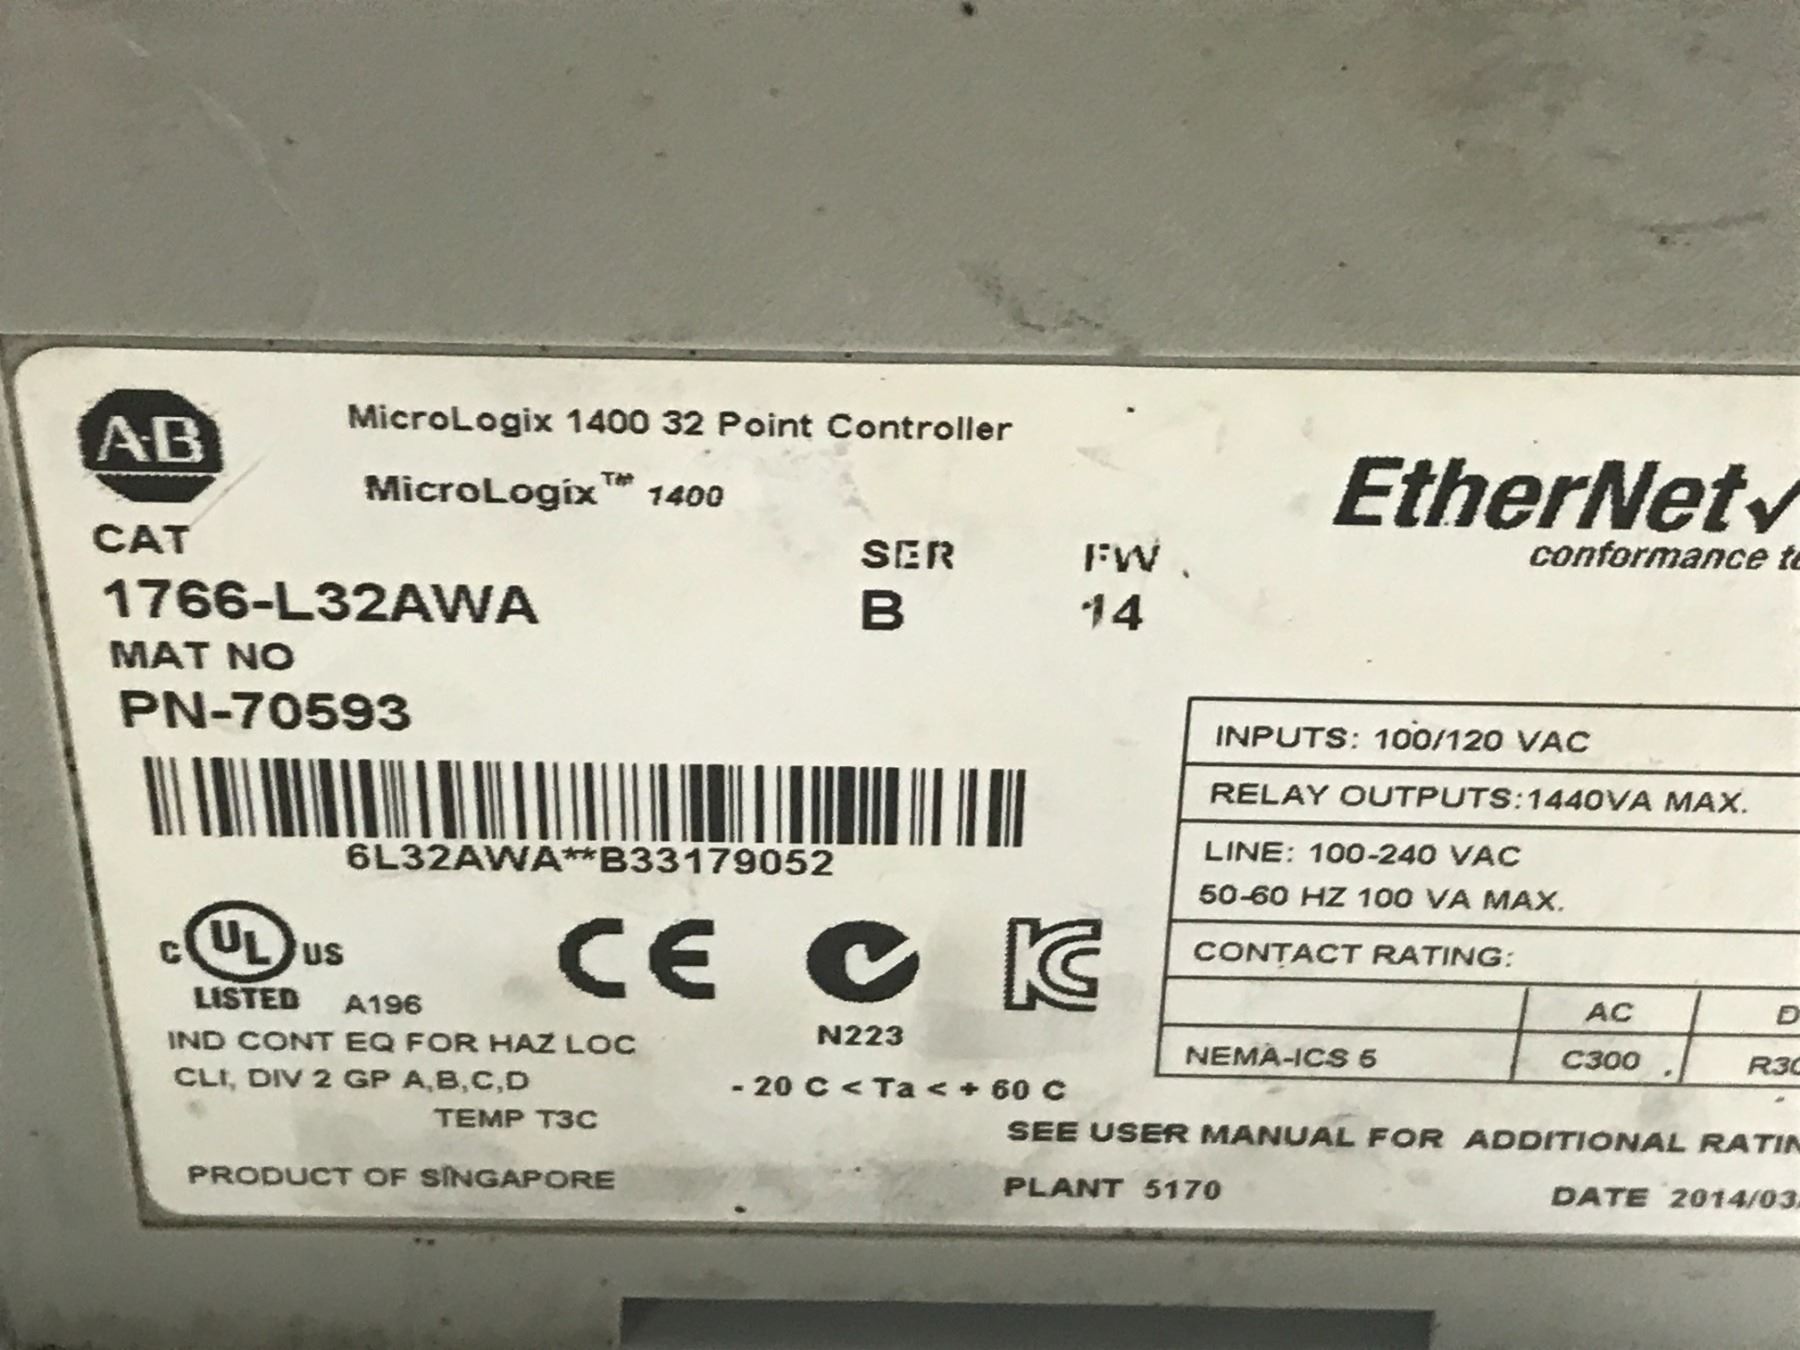 AB
MicroLogix 1400 32 Point Controller
MicroLogix™ 1400
EtherNet
conformance
CAT
SER
FW
1766-L32AWA
B
14
MAT NO
PN-70593
6L32AWA**B33179052
INPUTS: 100/120 VAC
RELAY OUTPUTS:1440VA MAX.
LINE: 100-240 VAC
50-60 HZ 100 VA MAX.
CONTACT RATING:
AC
NEMA-ICS 5
C300
C UL US
LISTED
A196
CE
KC
N223
IND CONT EQ FOR HAZ LOC
CLI, DIV 2 GP A,B,C,D
TEMP T3C
- 20 C < Ta < + 60 C
SEE USER MANUAL FOR ADDITIONAL
PRODUCT OF SINGAPORE
PLANT 5170
DATE 2014/03